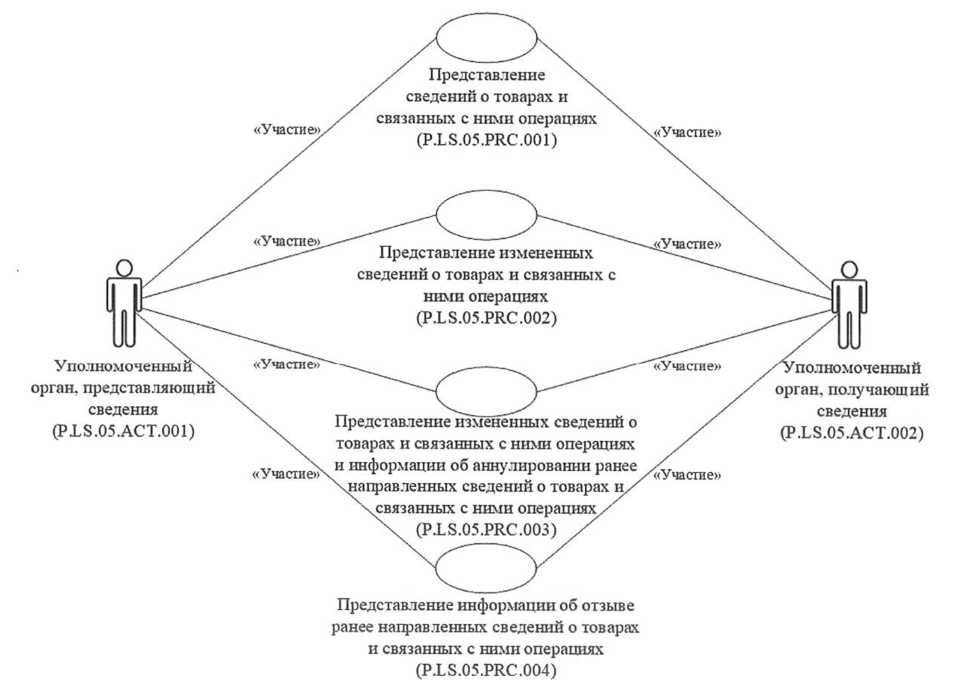 Представление
сведений о товарах и
связанных с ними операциях
(P.LS.05.PRC.001)
«Участие»
«Участие»
«Участие»
«Участие»
Представление измененных
сведений о товарах и связанных с
ними операциях
(P.LS.05.PRC.002)
Уполномоченный
орган, представляющий
сведения
(P.LS.05.ACT.001)
«Участие»
«Участие»
Уполномоченный
орган, получающий
сведения
(P.LS.05.ACT.002)
Представление измененных сведений о
товарах и связанных с ними операциях
и информации об аннулировании ранее
направленных сведений о товарах и
связанных с ними операциях
(P.LS.05.PRC.003)
«Участие»
«Участие»
Представление информации об отзыве
ранее направленных сведений о товарах
и связанных с ними операциях
(P.LS.05.PRC.004)